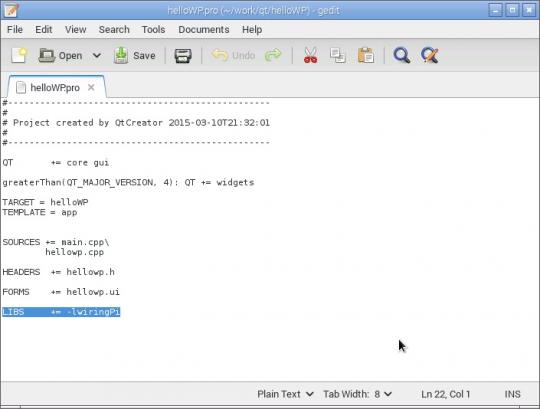 helloWP.pro (~/work/qt/helloWP) - gedit
File Edit View Search Tools Documents Help
Open Save Undo
helloWP.pro
#-------------------------------------------------
#
# Project created by QtCreator 2015-03-10T21:32:01
#
#-------------------------------------------------
QT       += core gui
greaterThan(QT_MAJOR_VERSION, 4): QT += widgets
TARGET = helloWP
TEMPLATE = app
SOURCES += main.cpp\
        hellowp.cpp
HEADERS  += hellowp.h
FORMS    += hellowp.ui
LIBS     += -lwiringPi
Plain Text Tab Width: 8 Ln 22, Col 1 INS